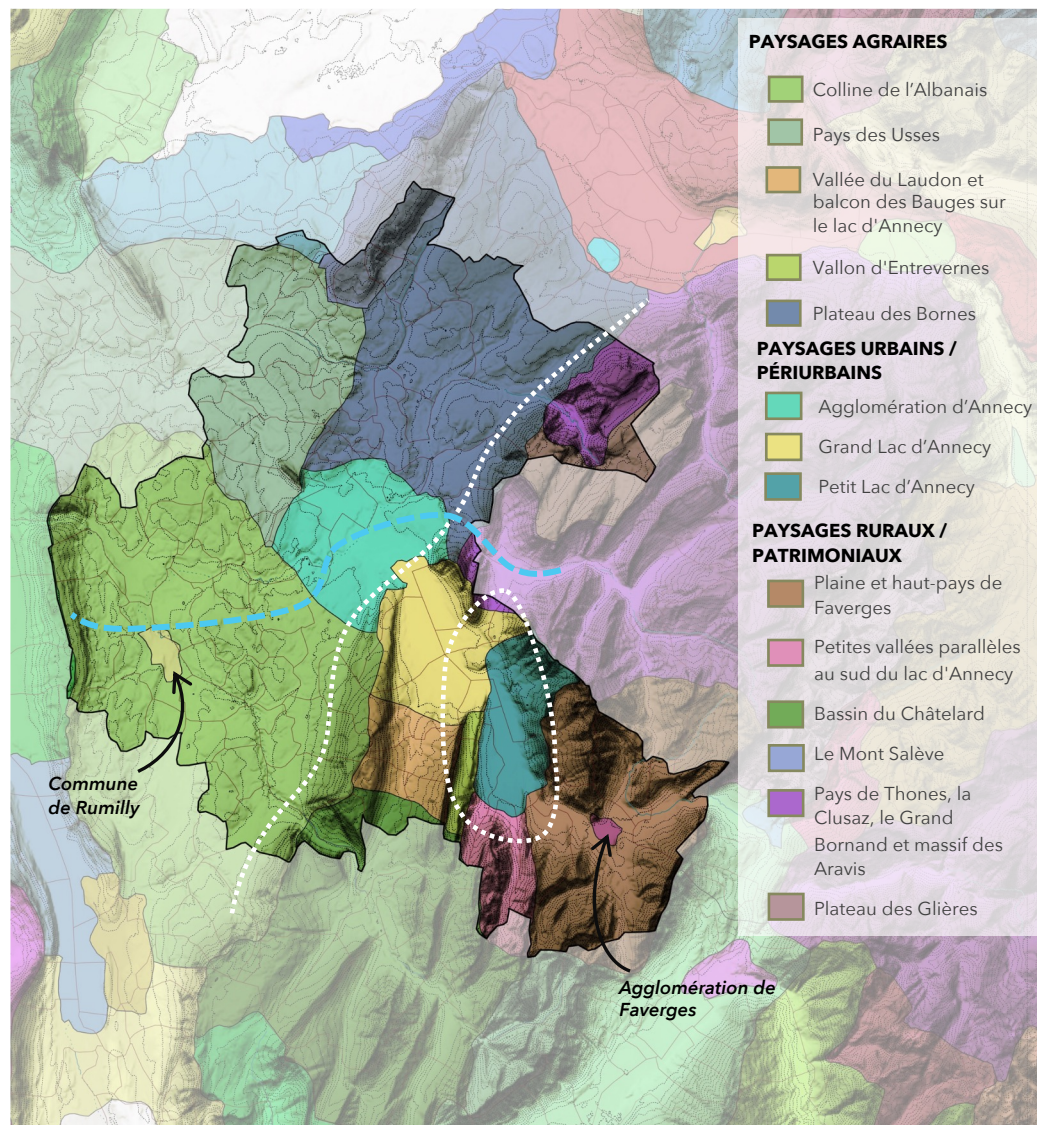 PAYSAGES AGRAIRES
Colline de l'Albanais
Pays des Usses
Vallée du Laudon et
balcon des Bauges sur
le lac d'Annecy
Vallon d'Entrevernes
Plateau des Bornes
PAYSAGES URBAINS /
PÉRIURBAINS
Agglomération d'Annecy
Grand Lac d'Annecy
Petit Lac d'Annecy
PAYSAGES RURAUX /
PATRIMONIAUX
Plaine et haut-pays de
Faverges
Petites vallées parallèles
au sud du lac d'Annecy
Bassin du Châtelard
Le Mont Salève
Pays de Thones, la
Clusaz, le Grand
Bornand et massif des
Aravis
Plateau des Glières
Commune
de Rumilly
Agglomération de
Faverges